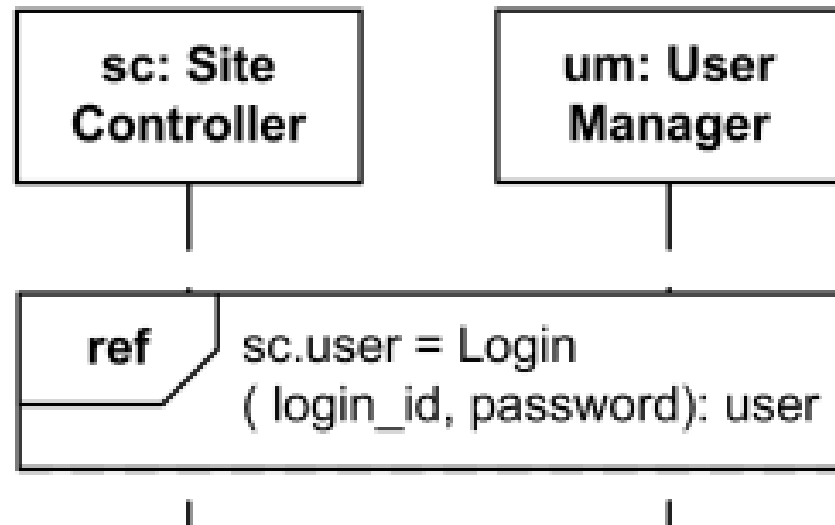 sc: Site
Controller
um: User
Manager
ref
sc.user = Login
( login_id, password): user